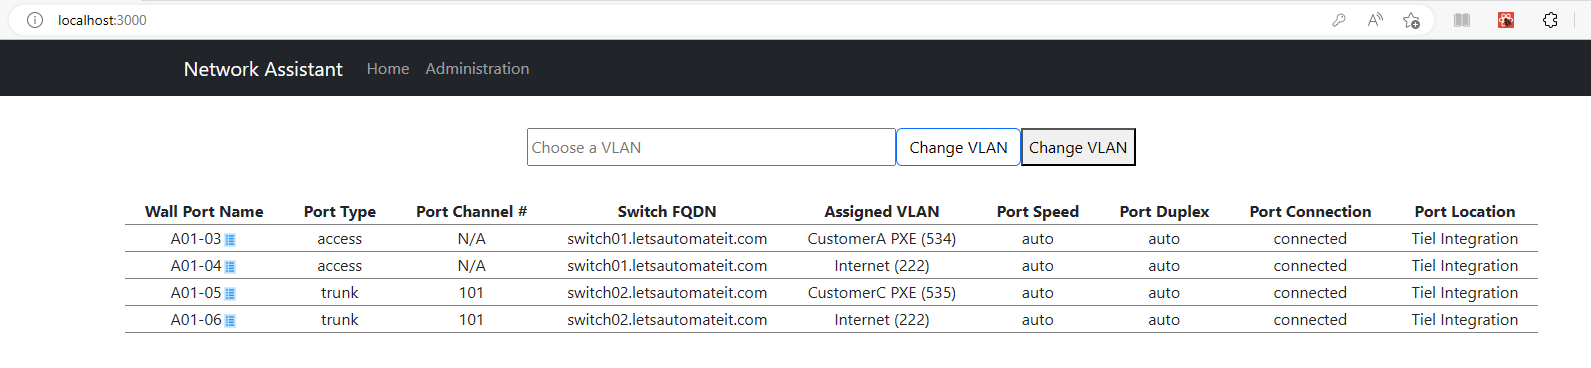 localhost:3000
Network Assistant Home Administration
Choose a VLAN Change VLAN Change VLAN
Wall Port Name Port Type Port Channel # Switch FQDN Assigned VLAN Port Speed Port Duplex Port Connection Port Location
A01-03 access N/A switch01.letsautomateit.com CustomerA PXE (534) auto auto connected Tiel Integration
A01-04 access N/A switch01.letsautomateit.com Internet (222) auto auto connected Tiel Integration
A01-05 trunk 101 switch02.letsautomateit.com CustomerC PXE (535) auto auto connected Tiel Integration
A01-06 trunk 101 switch02.letsautomateit.com Internet (222) auto auto connected Tiel Integration